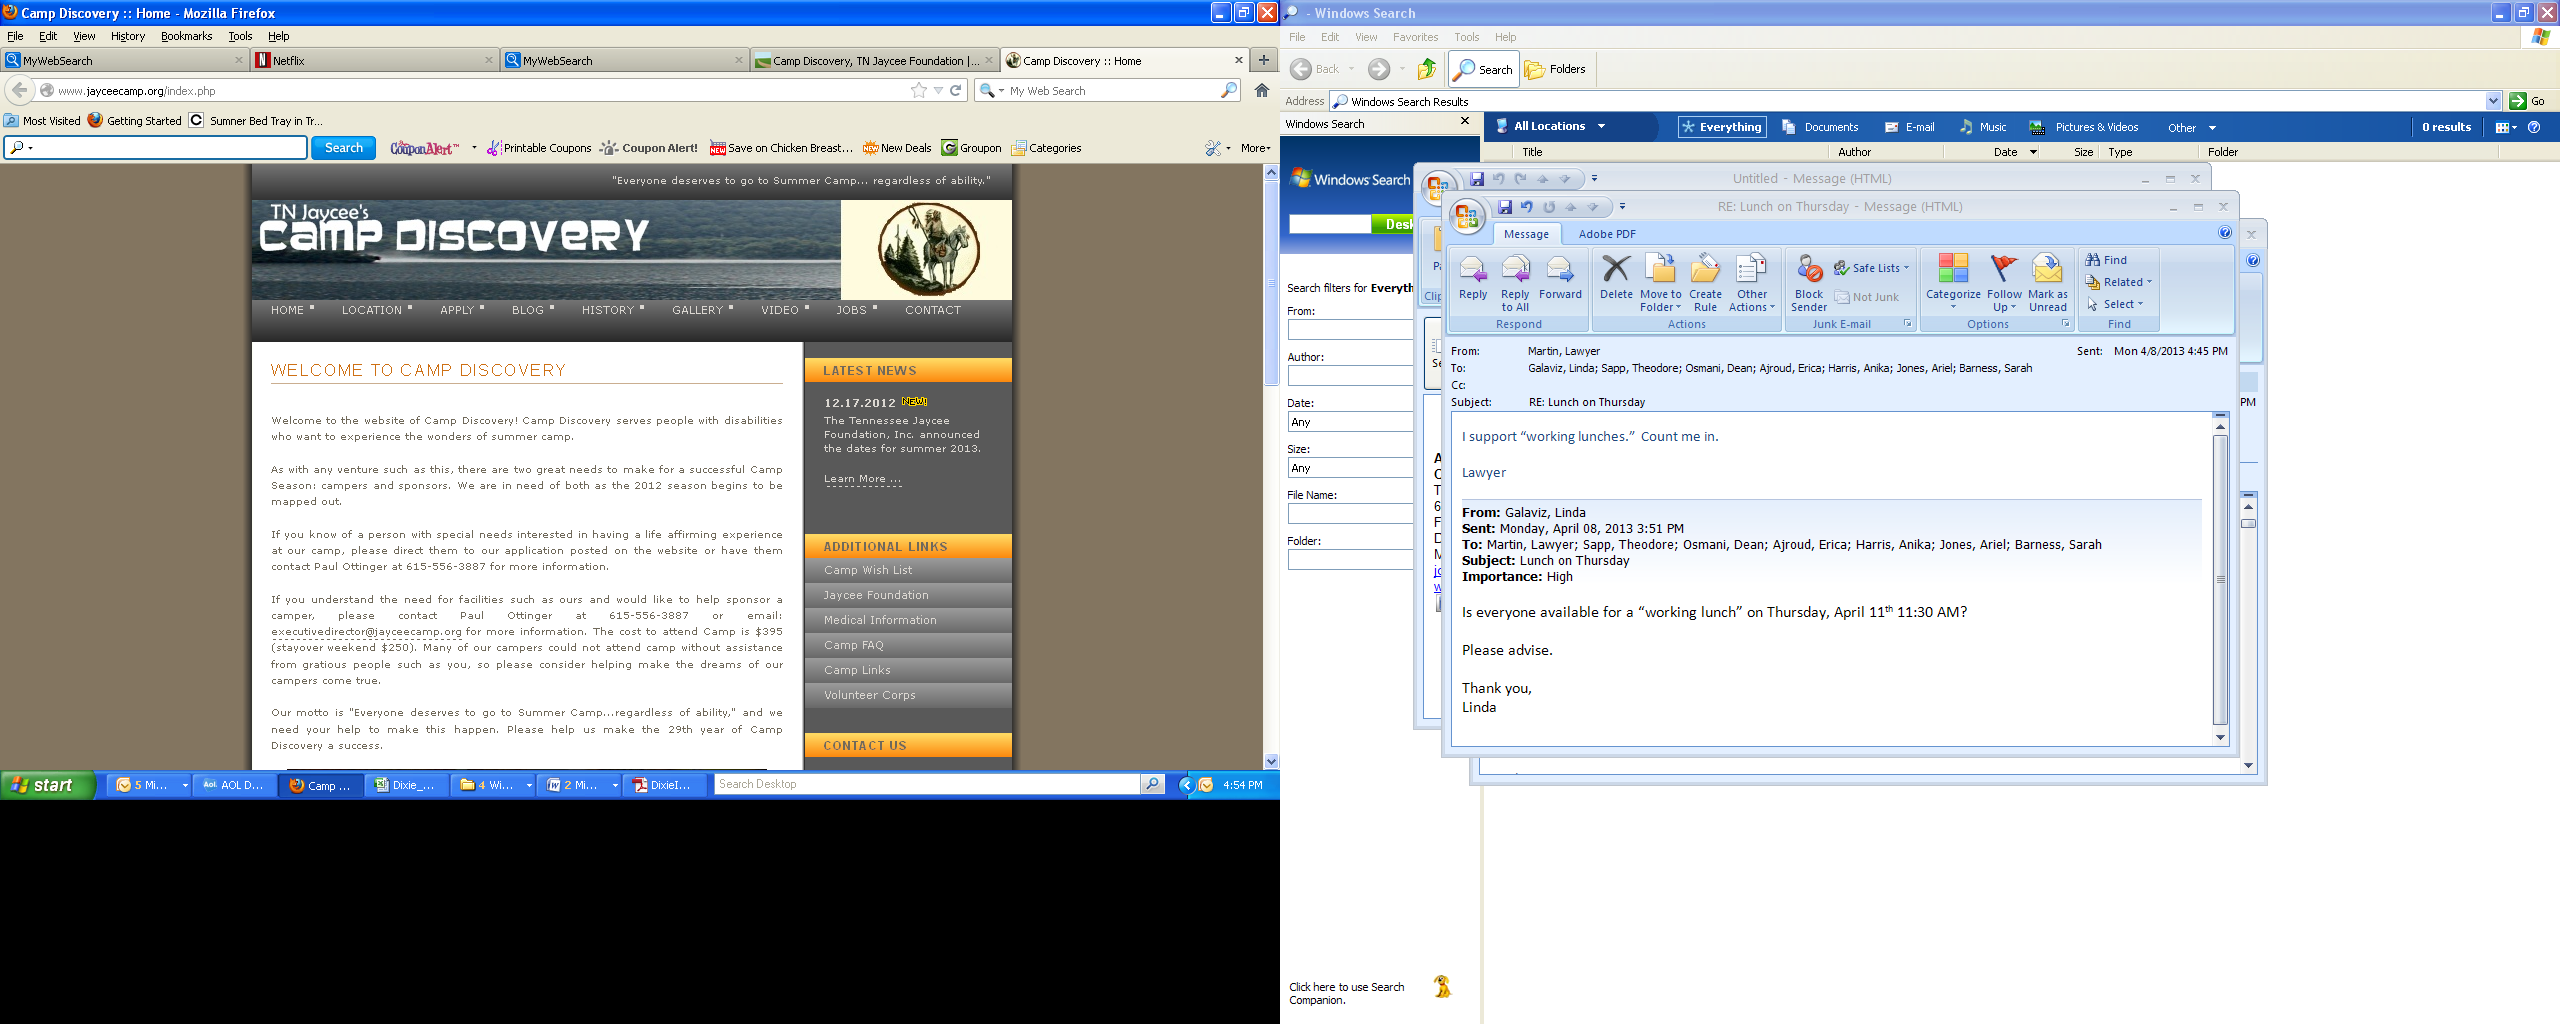 Camp Discovery :: Home - Mozilla Firefox
File Edit View History Bookmarks Tools Help
MyWebSearch
Netflix
MyWebSearch
Camp Discovery, TN Jaycee Foundation |...
Camp Discovery :: Home
www.jayceecamp.org/index.php
My Web Search
Most Visited Getting Started Sumner Bed Tray in Tr...
Search CouponAlert Printable Coupons Coupon Alert! Save on Chicken Breast... New Deals Groupon Categories More
"Everyone deserves to go to Summer Camp... regardless of ability."
TN Jaycee's
Camp Discovery
HOME LOCATION APPLY BLOG HISTORY GALLERY VIDEO JOBS CONTACT
WELCOME TO CAMP DISCOVERY
Welcome to the website of Camp Discovery! Camp Discovery serves people with disabilities
who want to experience the wonders of summer camp.
As with any venture such as this, there are two great needs to make for a successful Camp
Season: campers and sponsors. We are in need of both as the 2012 season begins to be
mapped out.
If you know of a person with special needs interested in having a life affirming experience
at our camp, please direct them to our application posted on the website or have them
contact Paul Ottinger at 615-556-3887 for more information.
If you understand the need for facilities such as ours and would like to help sponsor a
camper, please contact Paul Ottinger at 615-556-3887 or email:
executivedirector@jayceecamp.org for more information. The cost to attend Camp is $395
(stayover weekend $250). Many of our campers could not attend camp without assistance
from gratious people such as you, so please consider helping make the dreams of our
campers come true.
Our motto is "Everyone deserves to go to Summer Camp...regardless of ability," and we
need your help to make this happen. Please help us make the 29th year of Camp
Discovery a success.
LATEST NEWS
12.17.2012 NEW!
The Tennessee Jaycee
Foundation, Inc. announced
the dates for summer 2013.
Learn More ...
ADDITIONAL LINKS
Camp Wish List
Jaycee Foundation
Medical Information
Camp FAQ
Camp Links
Volunteer Corps
CONTACT US
start 5 Mi... AOL D... Camp ... Dixie_... 4 Wi... 2 Mi... DixieI... Search Desktop 4:54 PM
- Windows Search
File Edit View Favorites Tools Help
Back Search Folders
Address Windows Search Results Go
Windows Search
All Locations Everything Documents E-mail Music Pictures & Videos Other 0 results
Title Author Date Size Type Folder
Windows Search
Desk
Search filters for Everyth
From:
Author:
Date:
Any
Size:
Any
File Name:
Folder:
Click here to use Search
Companion.
Untitled - Message (HTML)
RE: Lunch on Thursday - Message (HTML)
Message Adobe PDF
Reply Reply to All Forward Delete Move to Folder Create Rule Other Actions Block Sender Safe Lists Not Junk Categorize Follow Up Mark as Unread Find Related Select
Respond Actions Junk E-mail Options Find
From: Martin, Lawyer Sent: Mon 4/8/2013 4:45 PM
To: Galaviz, Linda; Sapp, Theodore; Osmani, Dean; Ajroud, Erica; Harris, Anika; Jones, Ariel; Barness, Sarah
Cc:
Subject: RE: Lunch on Thursday
PM
I support “working lunches.” Count me in.
Lawyer
From: Galaviz, Linda
Sent: Monday, April 08, 2013 3:51 PM
To: Martin, Lawyer; Sapp, Theodore; Osmani, Dean; Ajroud, Erica; Harris, Anika; Jones, Ariel; Barness, Sarah
Subject: Lunch on Thursday
Importance: High
Is everyone available for a “working lunch” on Thursday, April 11th 11:30 AM?
Please advise.
Thank you,
Linda